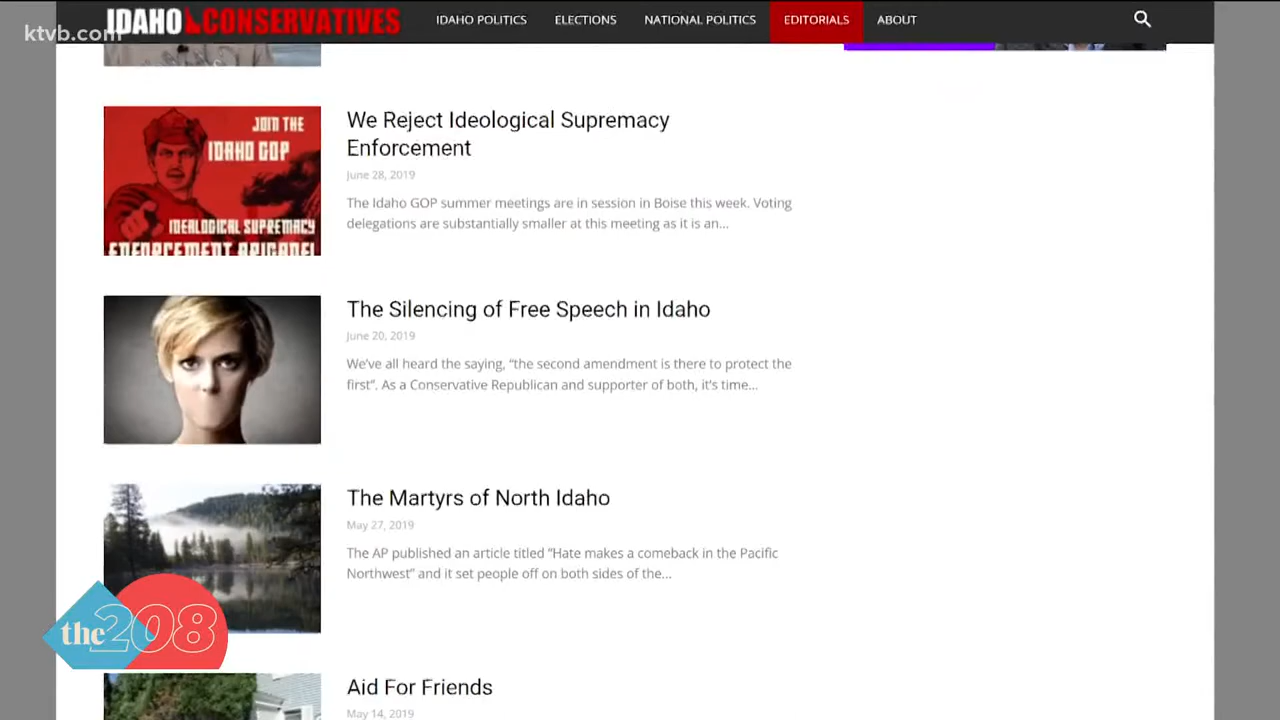 ktvb.com
IDAHO CONSERVATIVES
IDAHO POLITICS
ELECTIONS
NATIONAL POLITICS
EDITORIALS
ABOUT
JOIN THE
IDAHO GOP
IDEALOGICAL SUPREMACY
ENFORCEMENT BRIGADE!
We Reject Ideological Supremacy
Enforcement
June 28, 2019
The Idaho GOP summer meetings are in session in Boise this week. Voting
delegations are substantially smaller at this meeting as it is an...
The Silencing of Free Speech in Idaho
June 20, 2019
We've all heard the saying, “the second amendment is there to protect the
first”. As a Conservative Republican and supporter of both, it's time...
The Martyrs of North Idaho
May 27, 2019
The AP published an article titled “Hate makes a comeback in the Pacific
Northwest” and it set people off on both sides of the...
the 208
Aid For Friends
May 14, 2019